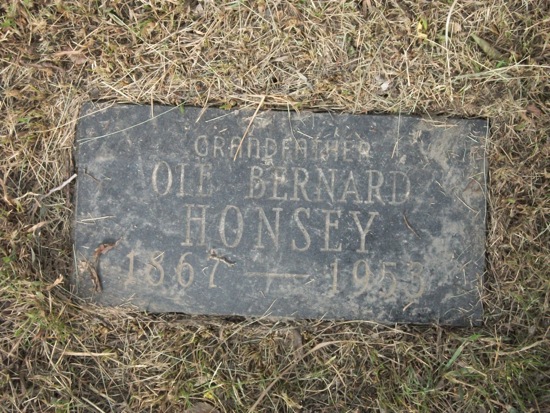 GRANDFATHER
OLE BERNARD
HONSEY
1867 — 1953